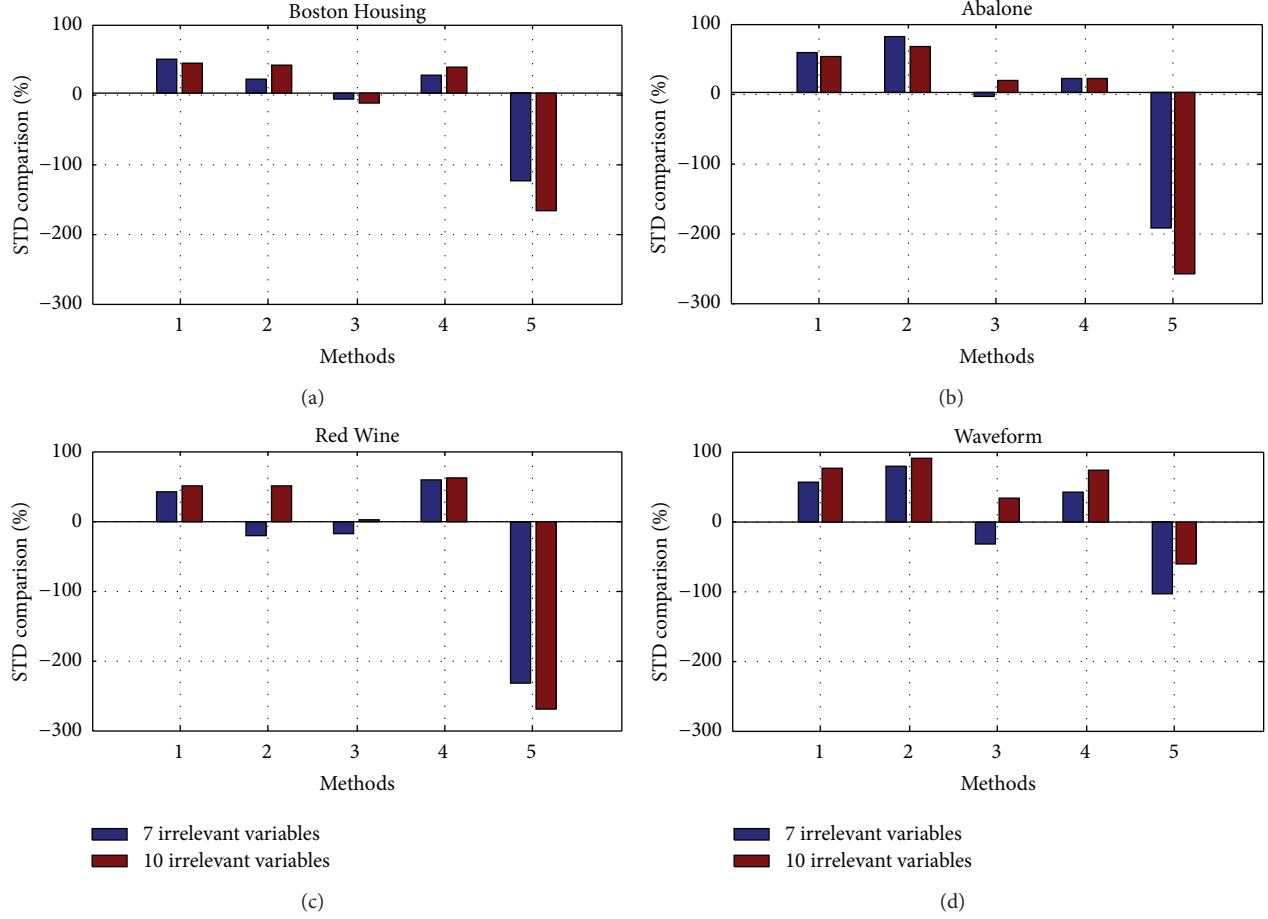 Boston Housing
100
0
−100
−200
−300
STD comparison (%)
1 2 3 4 5
Methods
(a)
Abalone
100
0
−100
−200
−300
STD comparison (%)
1 2 3 4 5
Methods
(b)
Red Wine
100
0
−100
−200
−300
STD comparison (%)
1 2 3 4 5
Methods
7 irrelevant variables
10 irrelevant variables
(c)
Waveform
100
0
−100
−200
−300
STD comparison (%)
1 2 3 4 5
Methods
7 irrelevant variables
10 irrelevant variables
(d)